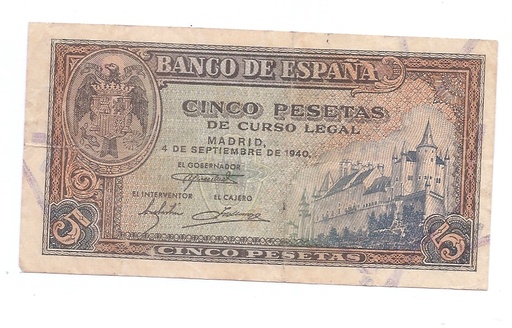 BANCO DE ESPAÑA
CINCO PESETAS
DE CURSO LEGAL
MADRID,
4 DE SEPTIEMBRE DE 1940.
EL GOBERNADOR
EL INTERVENTOR EL CAJERO
5 5
CINCO PESETAS